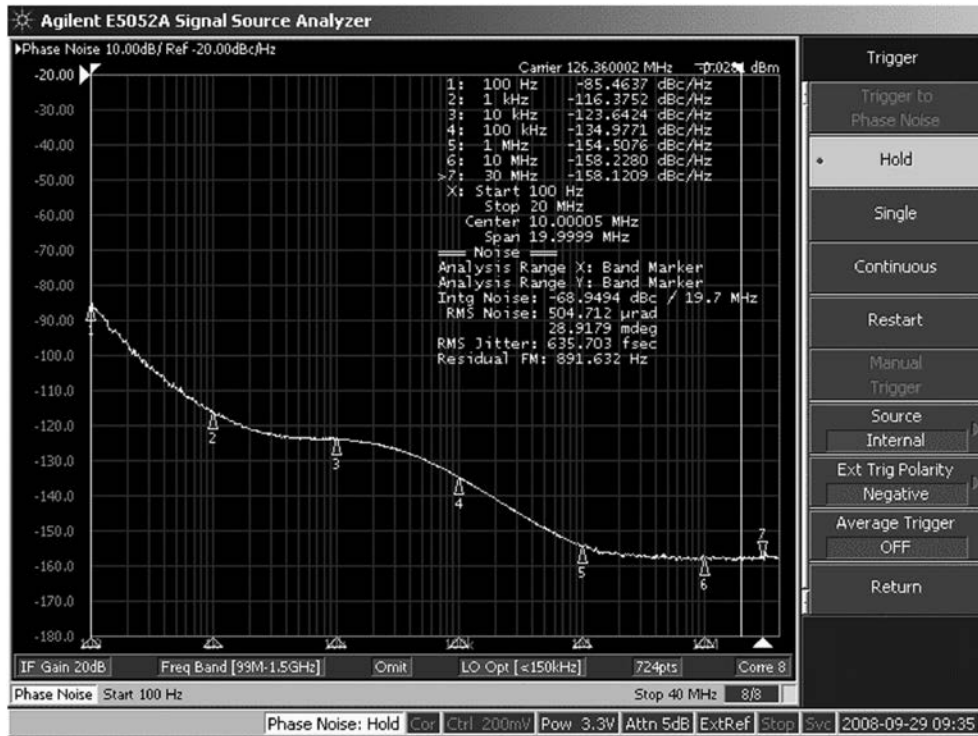 Agilent E5052A Signal Source Analyzer
Phase Noise 10.00dB/ Ref -20.00dBc/Hz
Carrier 126.360002 MHz -0.0281 dBm
1: 100 Hz -85.4637 dBc/Hz
2: 1 kHz -116.3752 dBc/Hz
3: 10 kHz -123.6424 dBc/Hz
4: 100 kHz -134.9771 dBc/Hz
5: 1 MHz -154.5076 dBc/Hz
6: 10 MHz -158.2280 dBc/Hz
>7: 30 MHz -158.1209 dBc/Hz
X: Start 100 Hz
Stop 20 MHz
Center 10.00005 MHz
Span 19.9999 MHz
=== Noise ===
Analysis Range X: Band Marker
Analysis Range Y: Band Marker
Intg Noise: -68.9494 dBc / 19.7 MHz
RMS Noise: 504.712 µrad
28.9179 mdeg
RMS Jitter: 635.703 fsec
Residual FM: 891.632 Hz
-20.00
-30.00
-40.00
-50.00
-60.00
-70.00
-80.00
-90.00
-100.0
-110.0
-120.0
-130.0
-140.0
-150.0
-160.0
-170.0
-180.0
1
2
3
4
5
6
7
IF Gain 20dB
Freq Band [99M-1.5GHz]
Omit
LO Opt [<150kHz]
724pts
Corre 8
Phase Noise Start 100 Hz
Stop 40 MHz
8/8
Trigger
Trigger to
Phase Noise
Hold
Single
Continuous
Restart
Manual
Trigger
Source
Internal
Ext Trig Polarity
Negative
Average Trigger
OFF
Return
Phase Noise: Hold
Cor
Ctrl 200mV
Pow 3.3V
Attn 5dB
ExtRef
Stop
Svc
2008-09-29 09:35